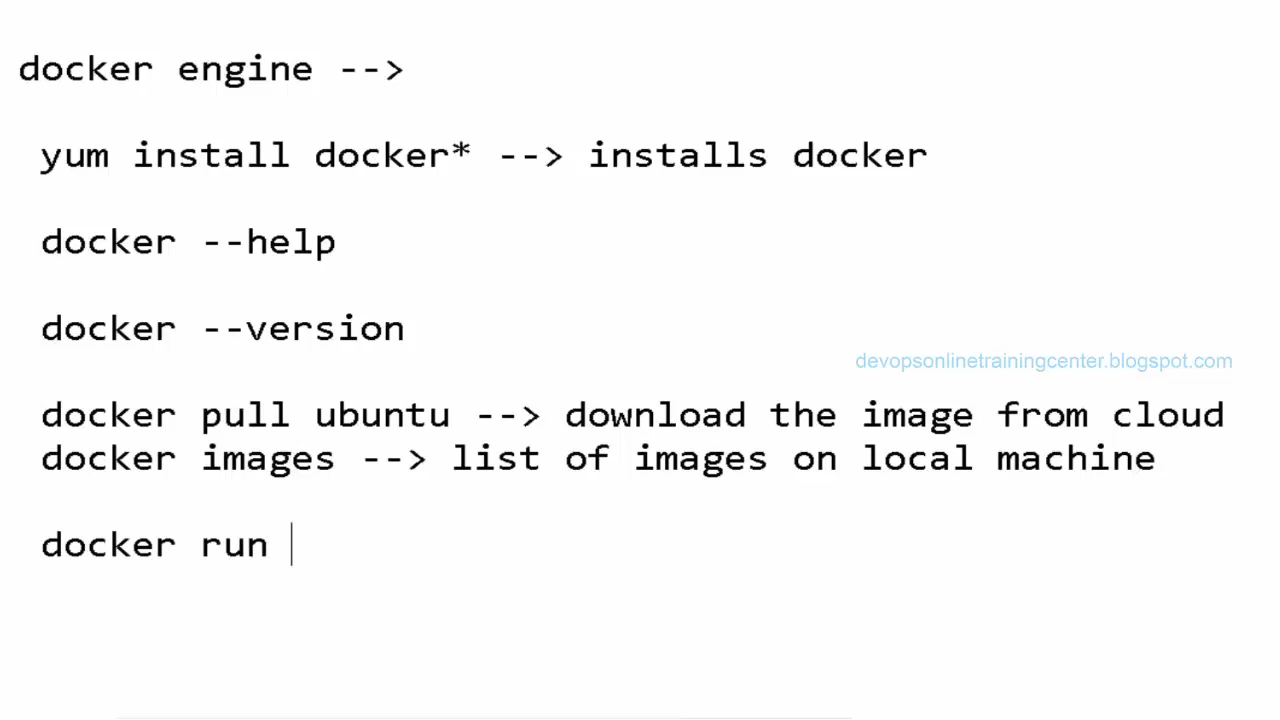 docker engine -->
yum install docker* --> installs docker
docker --help
docker --version
devopsonlinetrainingcenter.blogspot.com
docker pull ubuntu --> download the image from cloud
docker images --> list of images on local machine
docker run